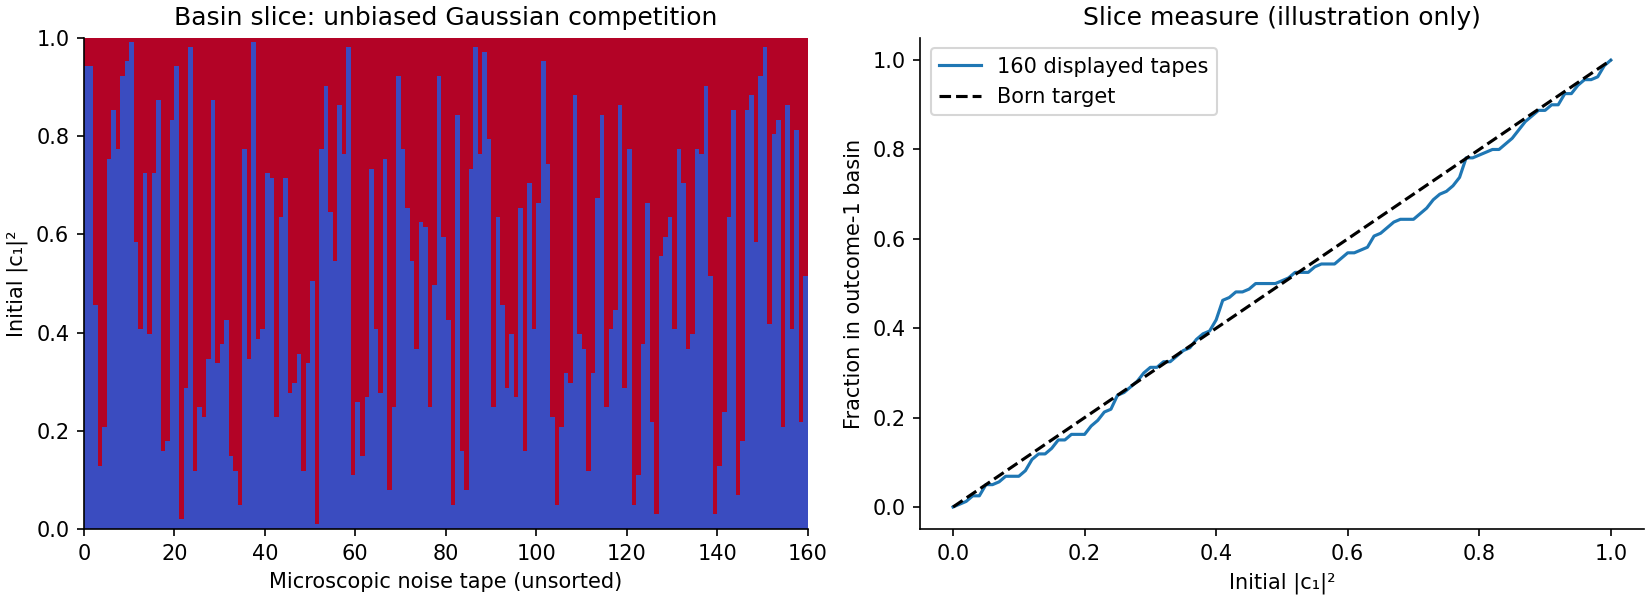 Basin slice: unbiased Gaussian competition
1.0
0.8
0.6
0.4
0.2
0.0
Initial |c₁|²
0 20 40 60 80 100 120 140 160
Microscopic noise tape (unsorted)
Slice measure (illustration only)
160 displayed tapes
Born target
1.0
0.8
0.6
0.4
0.2
0.0
Fraction in outcome-1 basin
0.0 0.2 0.4 0.6 0.8 1.0
Initial |c₁|²